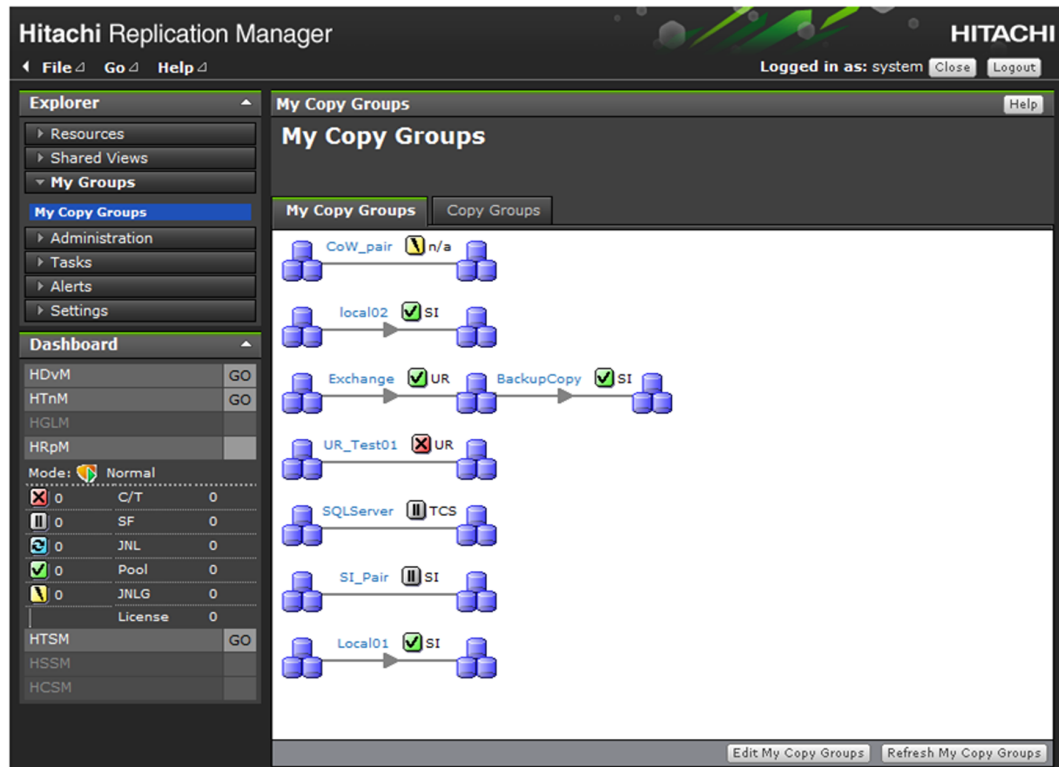 Hitachi Replication Manager
HITACHI
File Go Help
Logged in as: system Close Logout
Explorer
Resources
Shared Views
My Groups
My Copy Groups
Administration
Tasks
Alerts
Settings
Dashboard
HDvM GO
HTnM GO
HGLM
HRpM
Mode: Normal
0 C/T 0
0 SF 0
0 JNL 0
0 Pool 0
0 JNLG 0
License 0
HTSM GO
HSSM
HCSM
My Copy Groups
Help
My Copy Groups
My Copy Groups Copy Groups
CoW_pair n/a
local02 SI
Exchange UR BackupCopy SI
UR_Test01 UR
SQLServer TCS
SI_Pair SI
Local01 SI
Edit My Copy Groups Refresh My Copy Groups